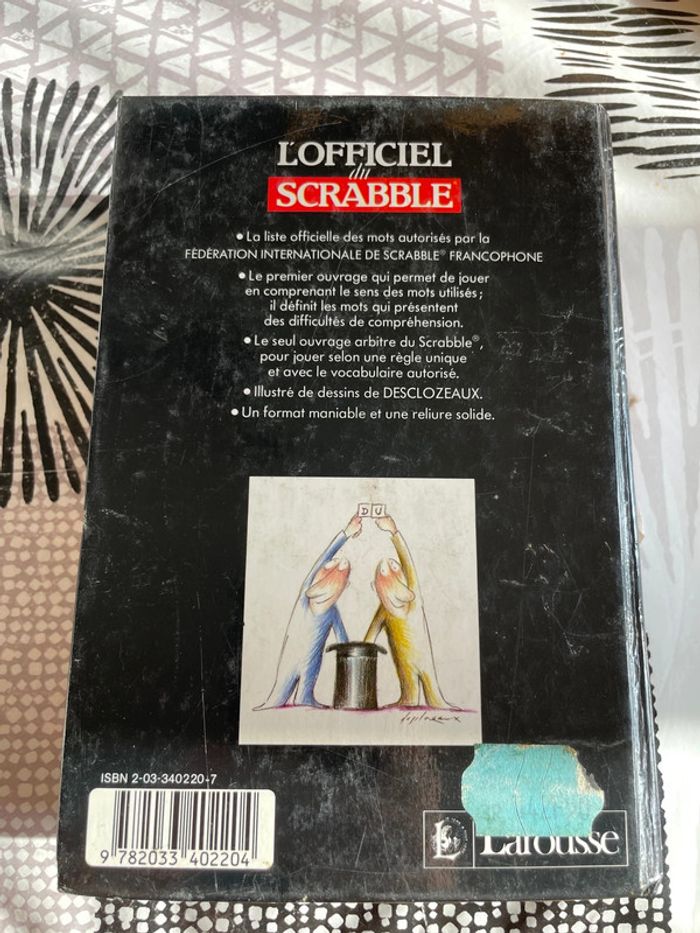 L'OFFICIEL
du
SCRABBLE
• La liste officielle des mots autorisés par la
FÉDÉRATION INTERNATIONALE DE SCRABBLE® FRANCOPHONE
• Le premier ouvrage qui permet de jouer
en comprenant le sens des mots utilisés ;
il définit les mots qui présentent
des difficultés de compréhension.
• Le seul ouvrage arbitre du Scrabble®,
pour jouer selon une règle unique
et avec le vocabulaire autorisé.
• Illustré de dessins de DESCLOZEAUX.
• Un format maniable et une reliure solide.
D U
desclozeaux
ISBN 2-03-340220-7
9 782033 402204
L Larousse